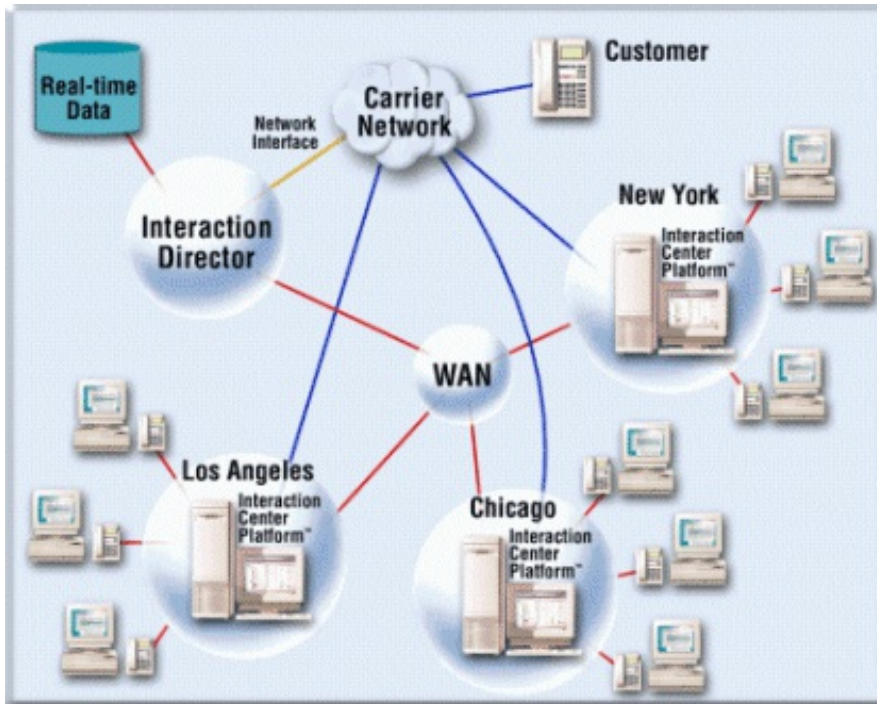 Real-time
Data
Customer
Carrier
Network
Network
Interface
Interaction
Director
New York
Interaction
Center
Platform™
WAN
Los Angeles
Interaction
Center
Platform™
Chicago
Interaction
Center
Platform™